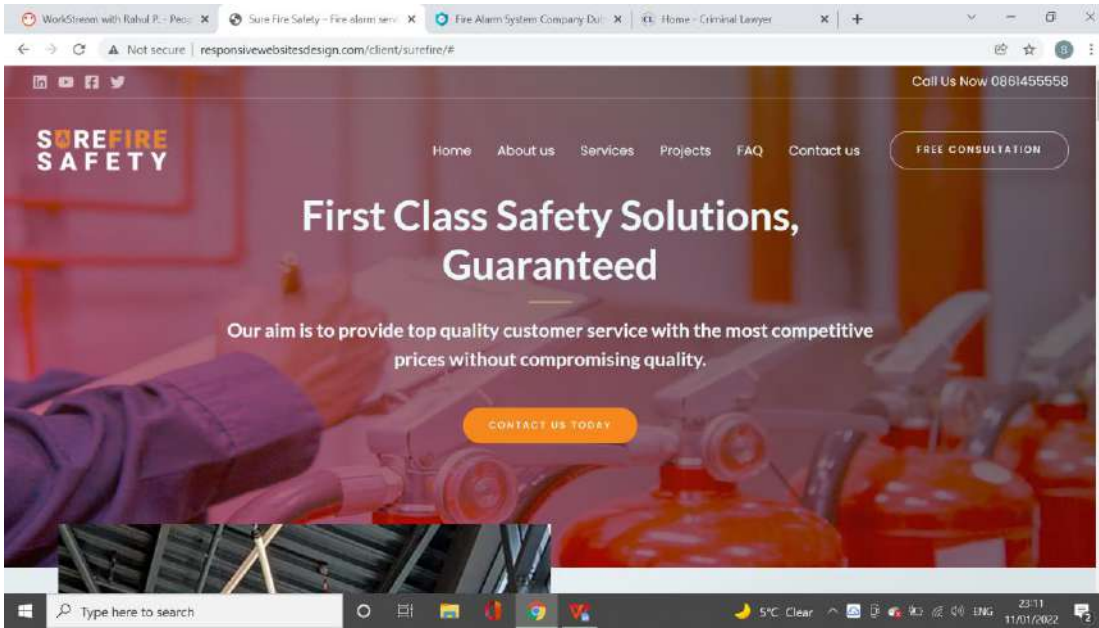 WorkStream with Rahul P. - Peop
Sure Fire Safety – Fire alarm serv
Fire Alarm System Company Dub
CL Home - Criminal Lawyer
Not secure | responsivewebsitesdesign.com/client/surefire/#
S
Call Us Now 0861455558
SUREFIRE
SAFETY
Home About us Services Projects FAQ Contact us FREE CONSULTATION
First Class Safety Solutions,
Guaranteed
Our aim is to provide top quality customer service with the most competitive
prices without compromising quality.
CONTACT US TODAY
Type here to search
5°C Clear
ENG
23:11
11/01/2022
2